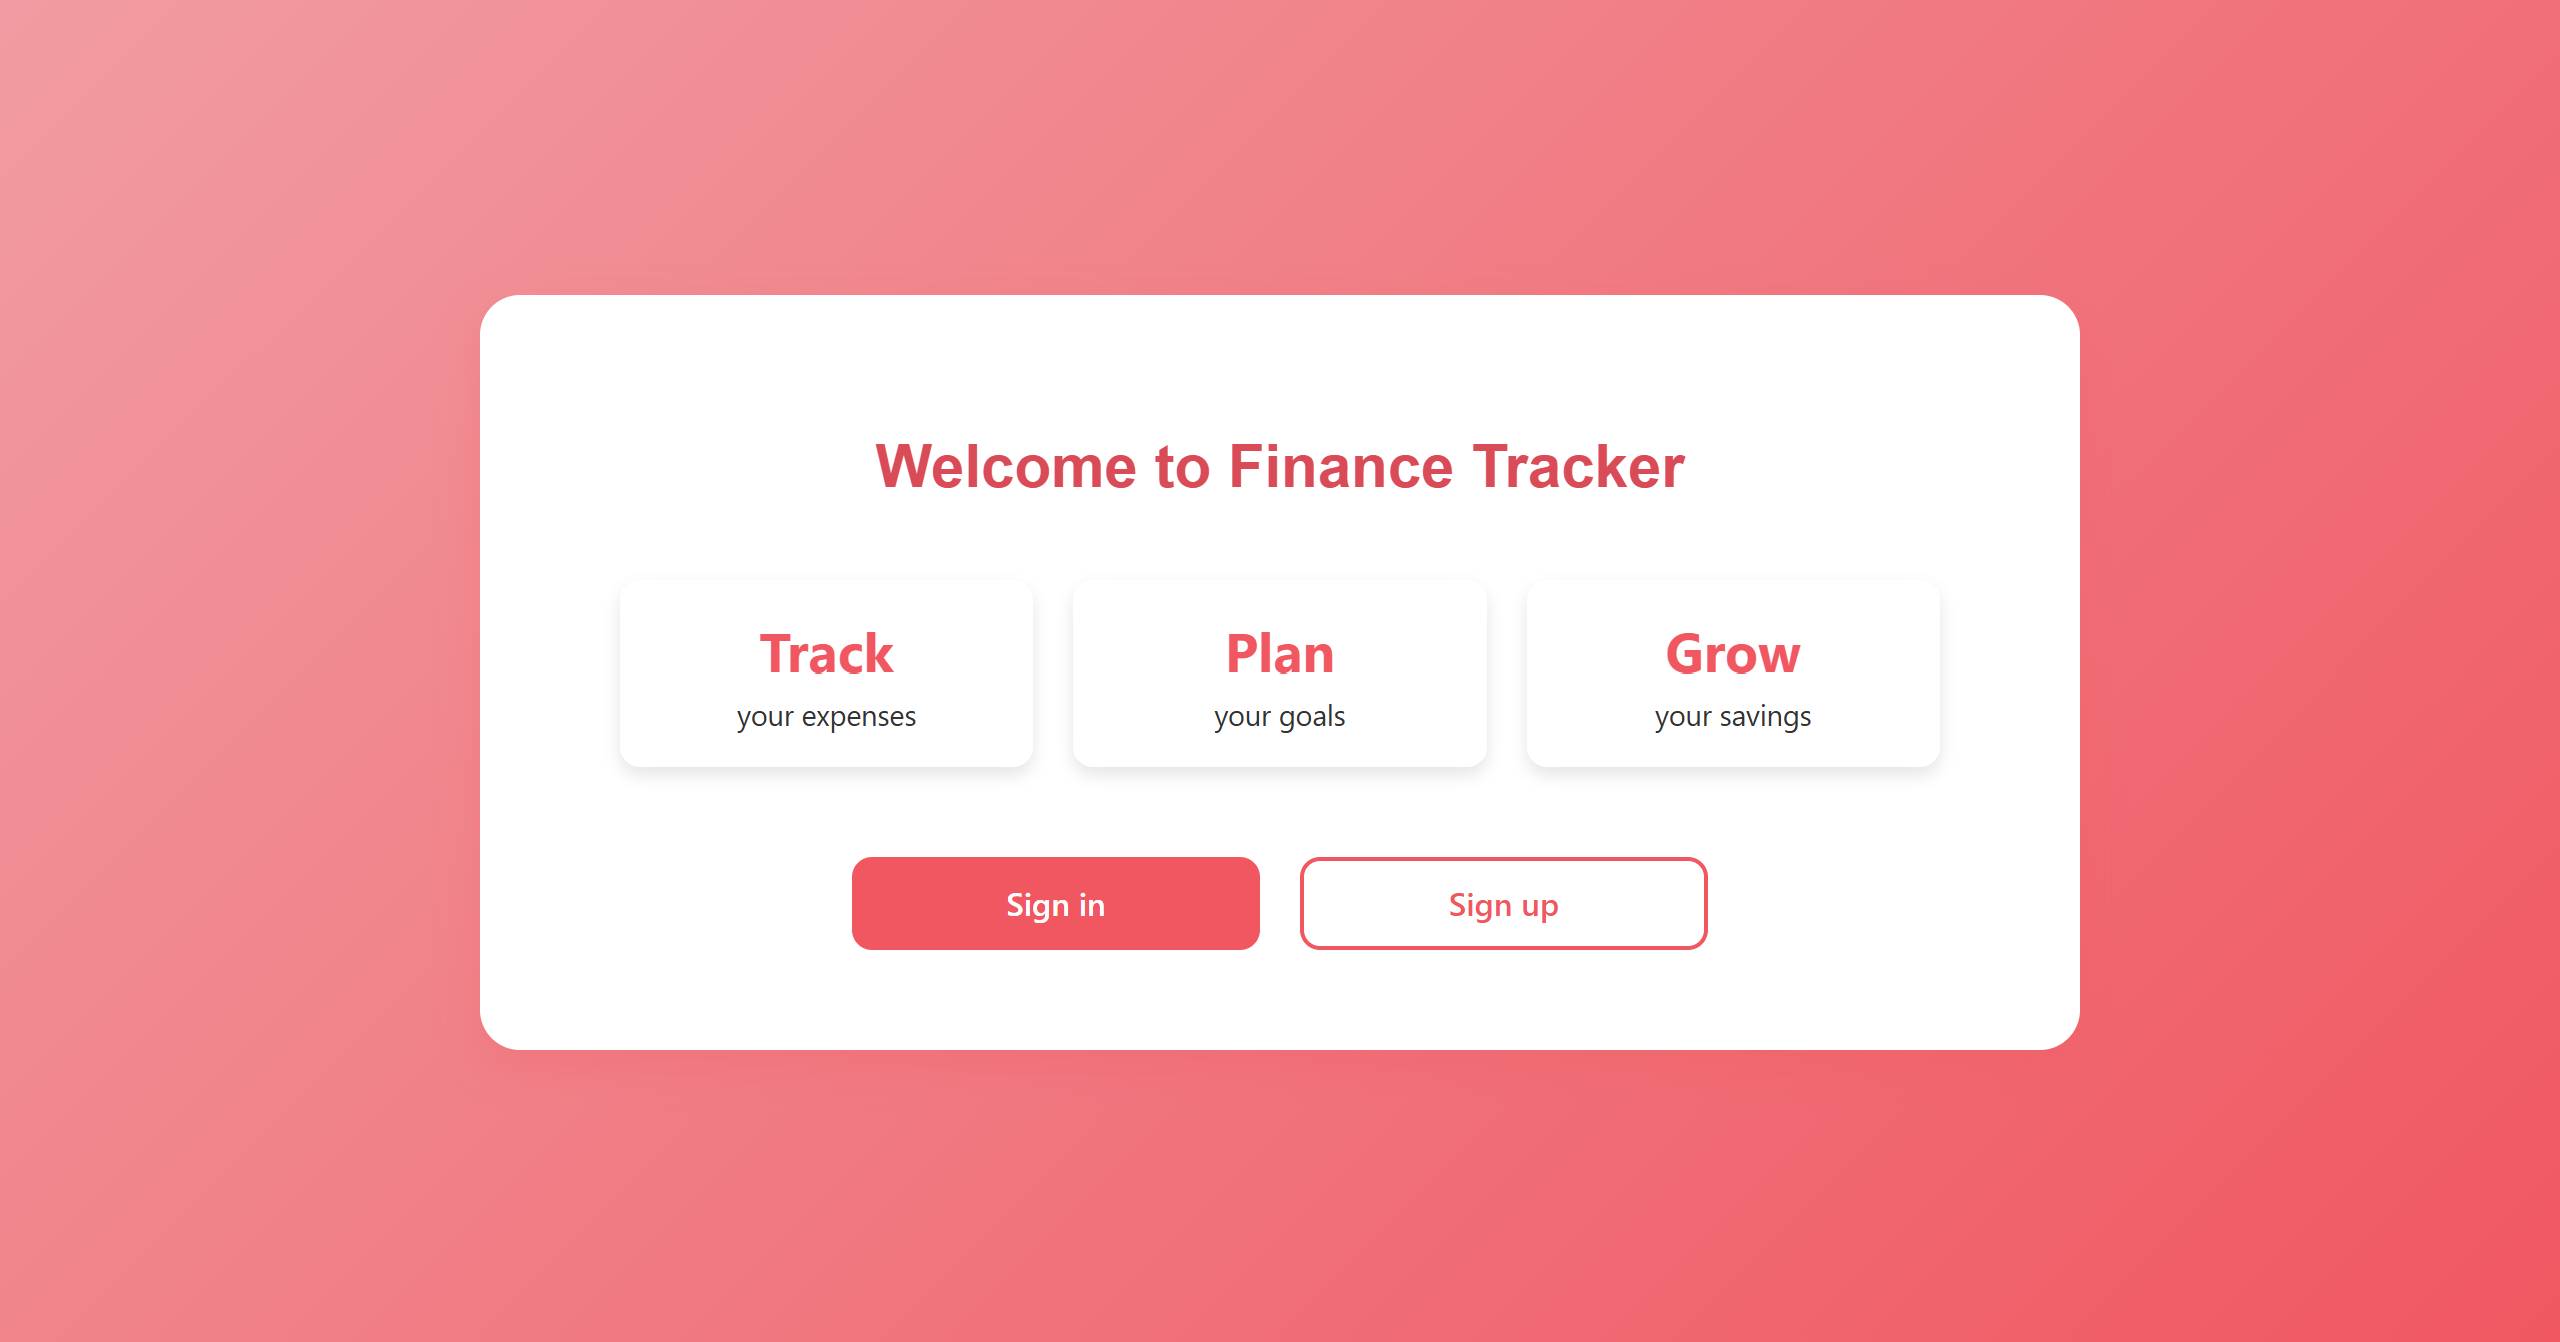 Welcome to Finance Tracker
Track
your expenses
Plan
your goals
Grow
your savings
Sign in
Sign up